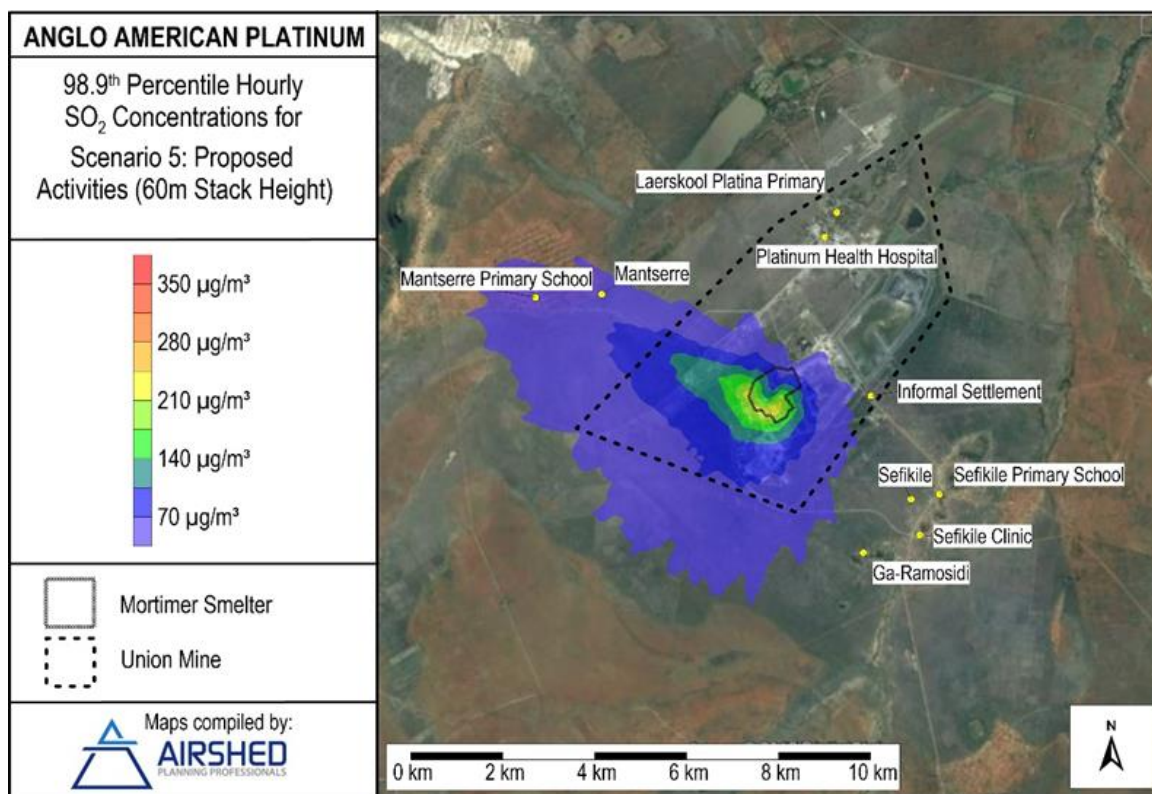 ANGLO AMERICAN PLATINUM
98.9th Percentile Hourly
SO₂ Concentrations for
Scenario 5: Proposed
Activities (60m Stack Height)
350 µg/m³
280 µg/m³
210 µg/m³
140 µg/m³
70 µg/m³
Mortimer Smelter
Union Mine
Maps compiled by:
AIRSHED
PLANNING PROFESSIONALS
Laerskool Platina Primary
Platinum Health Hospital
Mantserre Primary School
Mantserre
Informal Settlement
Sefikile
Sefikile Primary School
Sefikile Clinic
Ga-Ramosidi
0 km 2 km 4 km 6 km 8 km 10 km
N